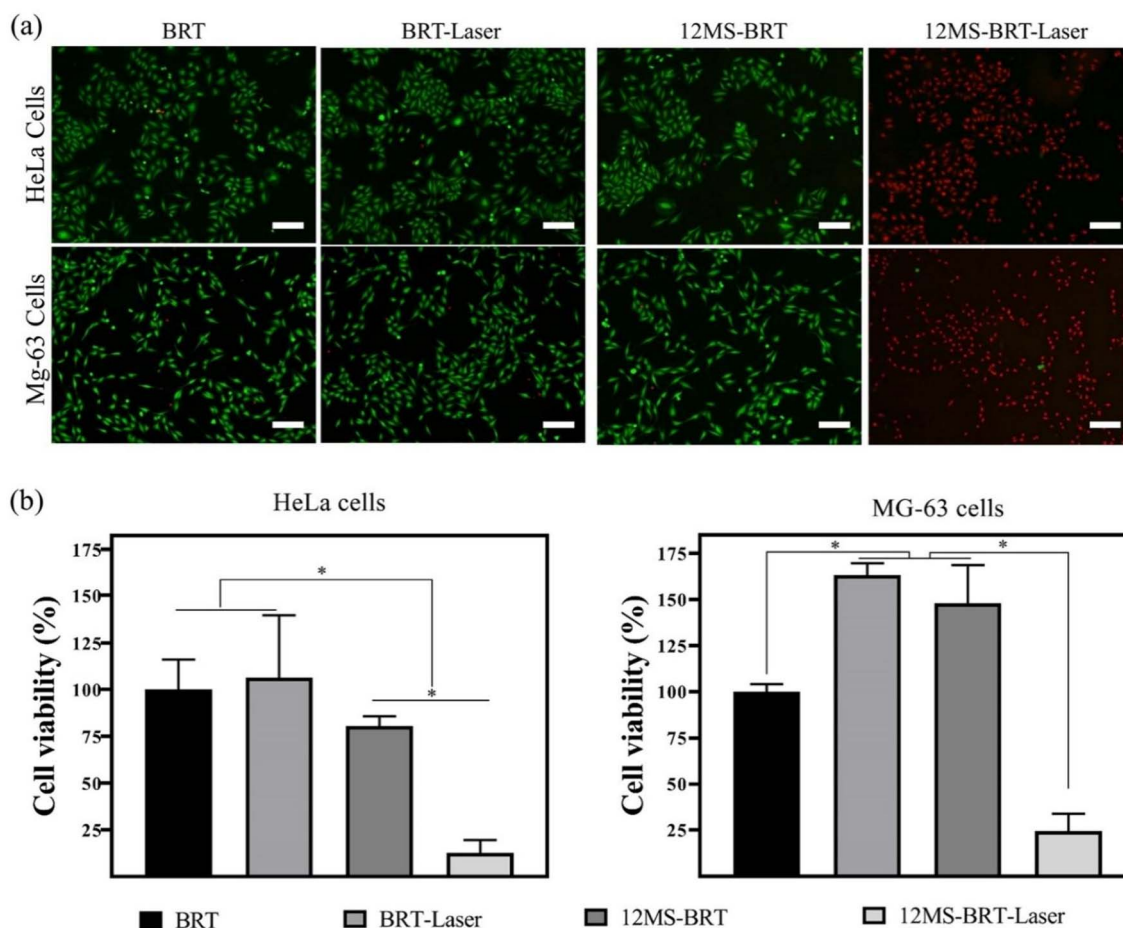 (a)
BRT BRT-Laser 12MS-BRT 12MS-BRT-Laser
HeLa Cells
Mg-63 Cells
(b)
HeLa cells
Cell viability (%)
175
150
125
100
75
50
25
*
*
MG-63 cells
Cell viability (%)
175
150
125
100
75
50
25
* *
BRT BRT-Laser 12MS-BRT 12MS-BRT-Laser